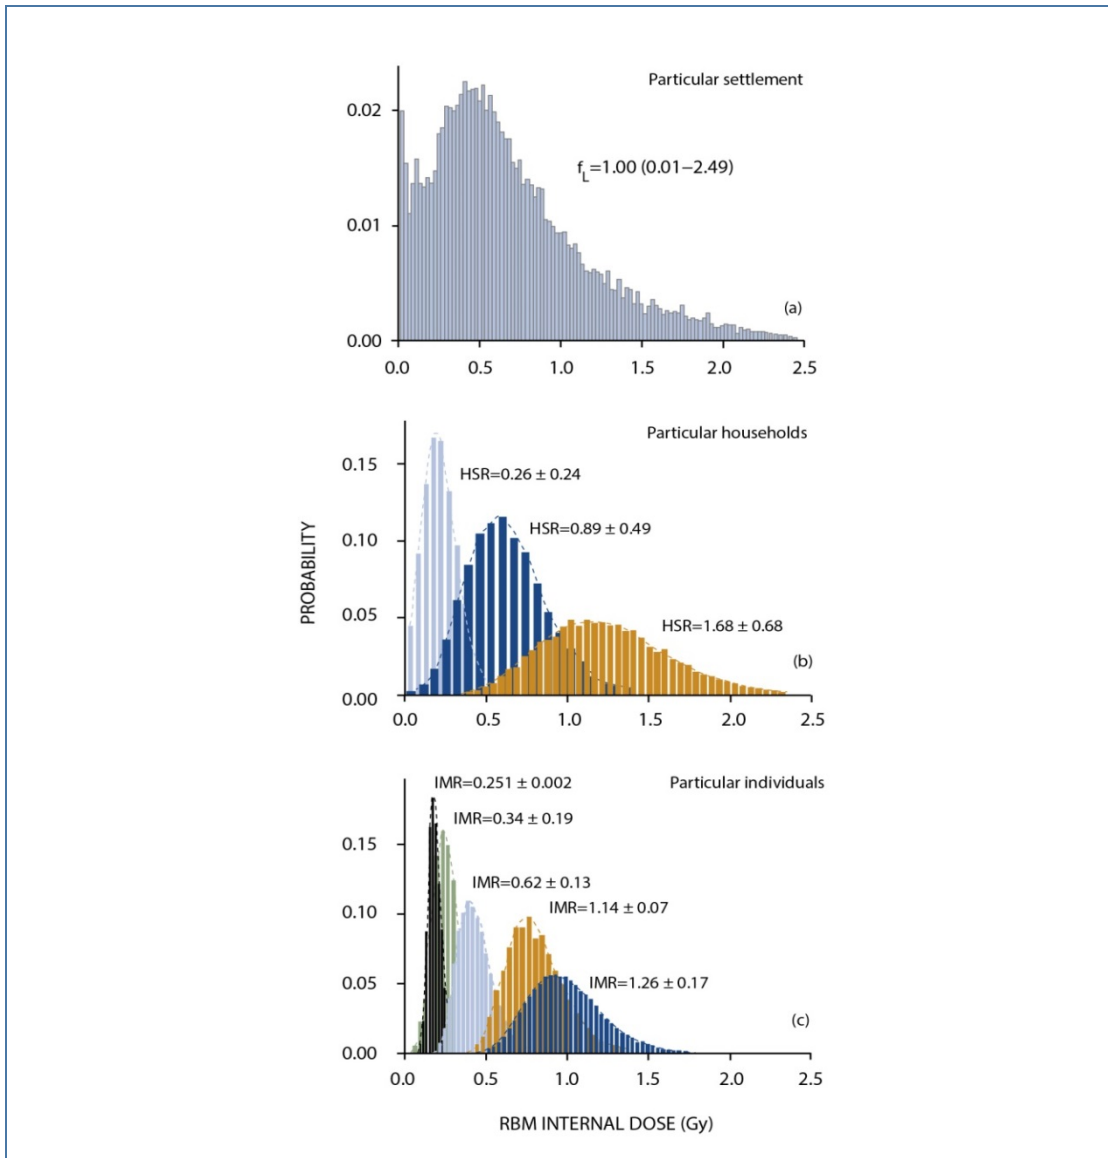 Particular settlement
0.02
fL=1.00 (0.01–2.49)
0.01
(a)
0.00
0.0 0.5 1.0 1.5 2.0 2.5
Particular households
0.15
HSR=0.26 ± 0.24
HSR=0.89 ± 0.49
0.10
PROBABILITY
0.05
HSR=1.68 ± 0.68
(b)
0.00
0.0 0.5 1.0 1.5 2.0 2.5
IMR=0.251 ± 0.002
Particular individuals
IMR=0.34 ± 0.19
0.15
IMR=0.62 ± 0.13
IMR=1.14 ± 0.07
0.10
IMR=1.26 ± 0.17
0.05
(c)
0.00
0.0 0.5 1.0 1.5 2.0 2.5
RBM INTERNAL DOSE (Gy)